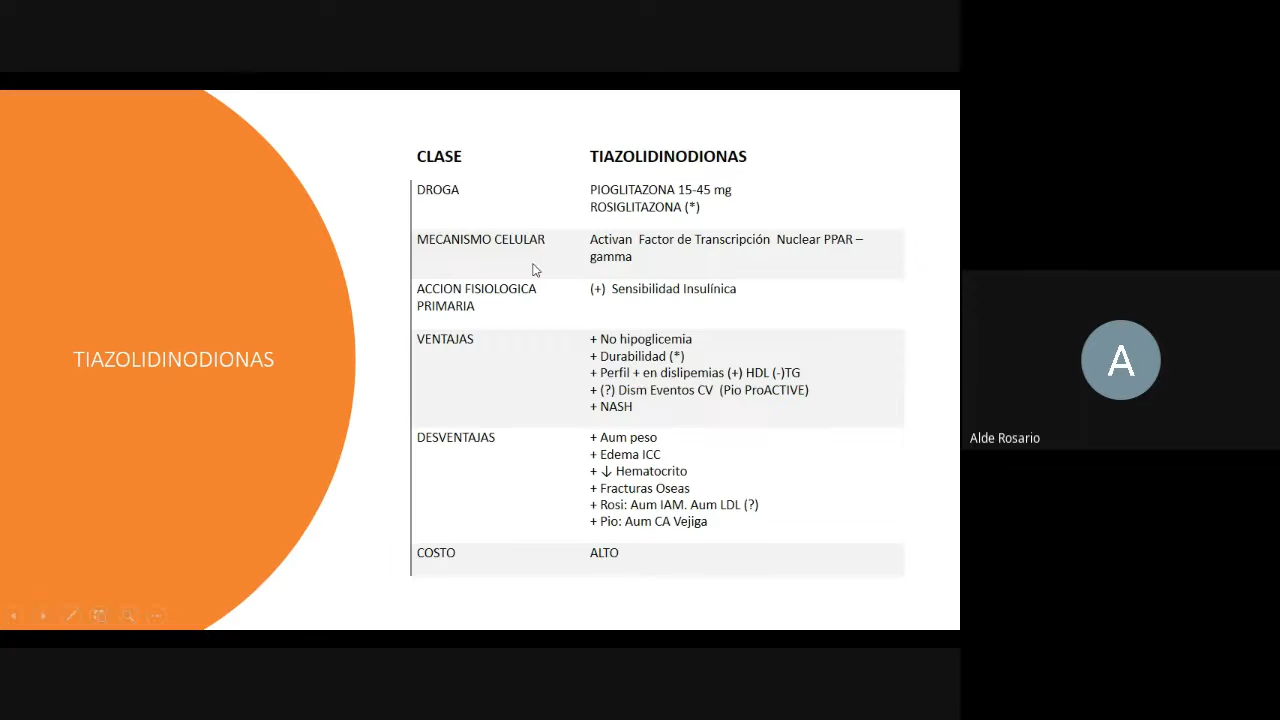 TIAZOLIDINODIONAS
CLASE TIAZOLIDINODIONAS
DROGA PIOGLITAZONA 15-45 mg
ROSIGLITAZONA (*)
MECANISMO CELULAR Activan Factor de Transcripción Nuclear PPAR –
gamma
ACCION FISIOLOGICA (+) Sensibilidad Insulínica
PRIMARIA
VENTAJAS + No hipoglicemia
+ Durabilidad (*)
+ Perfil + en dislipemias (+) HDL (-)TG
+ (?) Dism Eventos CV (Pio ProACTIVE)
+ NASH
DESVENTAJAS + Aum peso
+ Edema ICC
+ ↓ Hematocrito
+ Fracturas Oseas
+ Rosi: Aum IAM. Aum LDL (?)
+ Pio: Aum CA Vejiga
COSTO ALTO
A
Alde Rosario